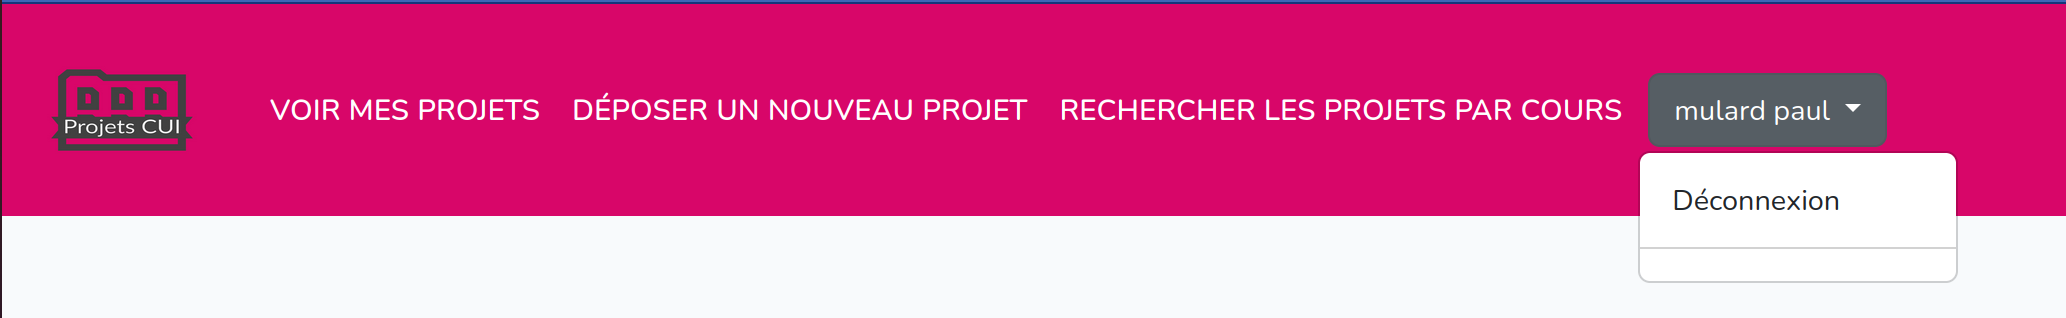 Projets CUI
VOIR MES PROJETS DÉPOSER UN NOUVEAU PROJET RECHERCHER LES PROJETS PAR COURS mulard paul
Déconnexion